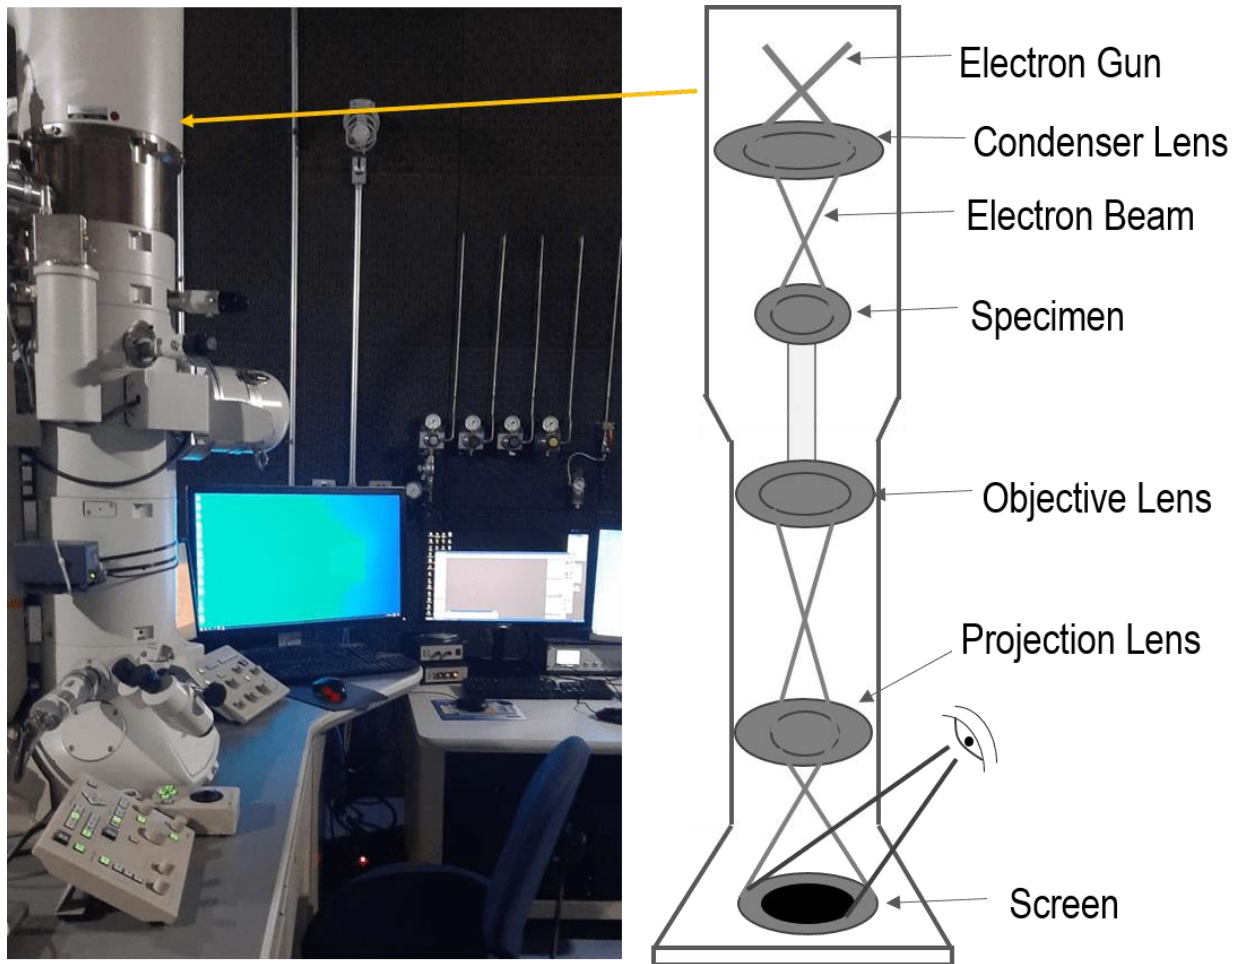 Electron Gun
Condenser Lens
Electron Beam
Specimen
Objective Lens
Projection Lens
Screen